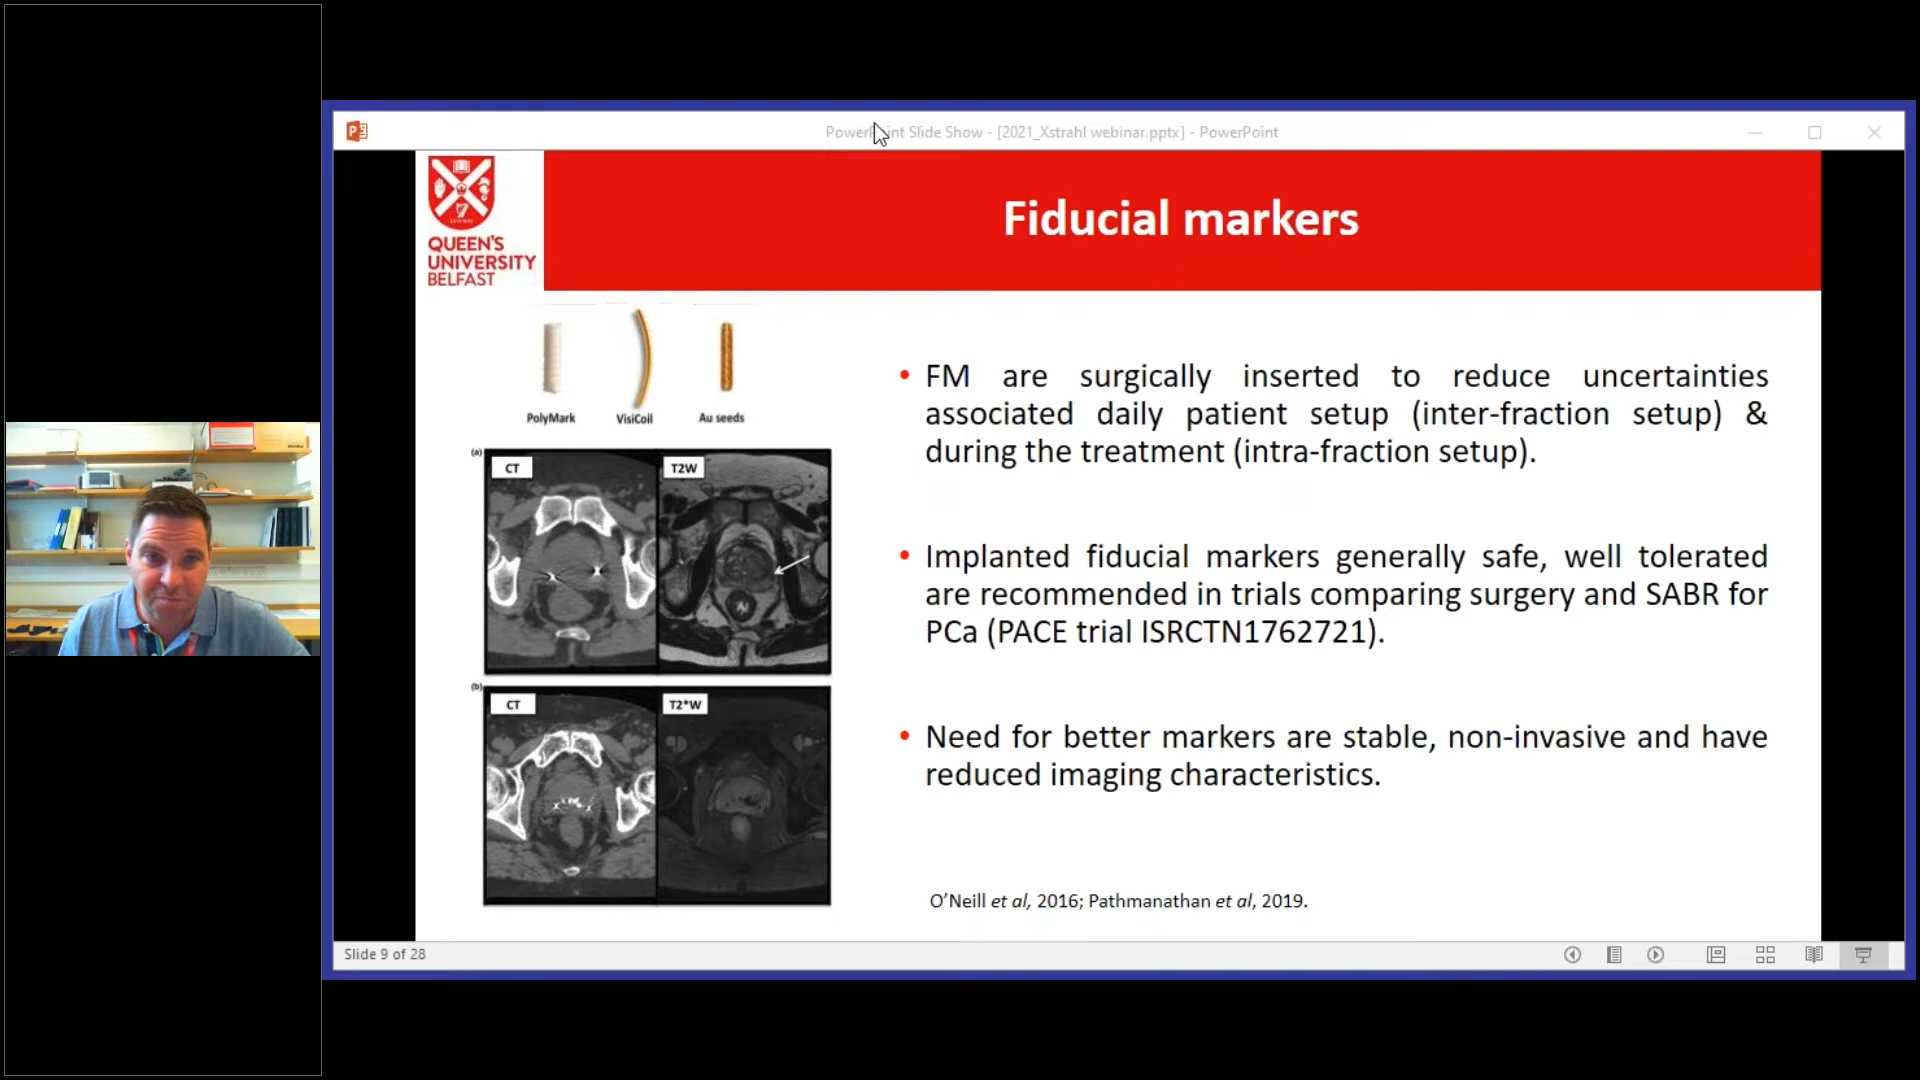 PowerPoint Slide Show - [2021_Xstrahl webinar.pptx] - PowerPoint
QUEEN'S
UNIVERSITY
BELFAST
Fiducial markers
PolyMark
VisiCoil
Au seeds
(a)
CT
T2W
(b)
CT
T2*W
• FM are surgically inserted to reduce uncertainties
associated daily patient setup (inter-fraction setup) &
during the treatment (intra-fraction setup).
• Implanted fiducial markers generally safe, well tolerated
are recommended in trials comparing surgery and SABR for
PCa (PACE trial ISRCTN1762721).
• Need for better markers are stable, non-invasive and have
reduced imaging characteristics.
O'Neill et al, 2016; Pathmanathan et al, 2019.
Slide 9 of 28